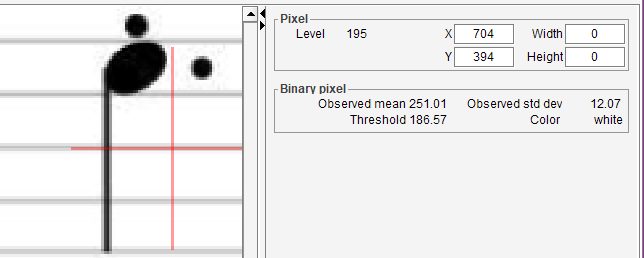 Pixel
Level 195 X 704 Width 0
Y 394 Height 0
Binary pixel
Observed mean 251.01 Observed std dev 12.07
Threshold 186.57 Color white